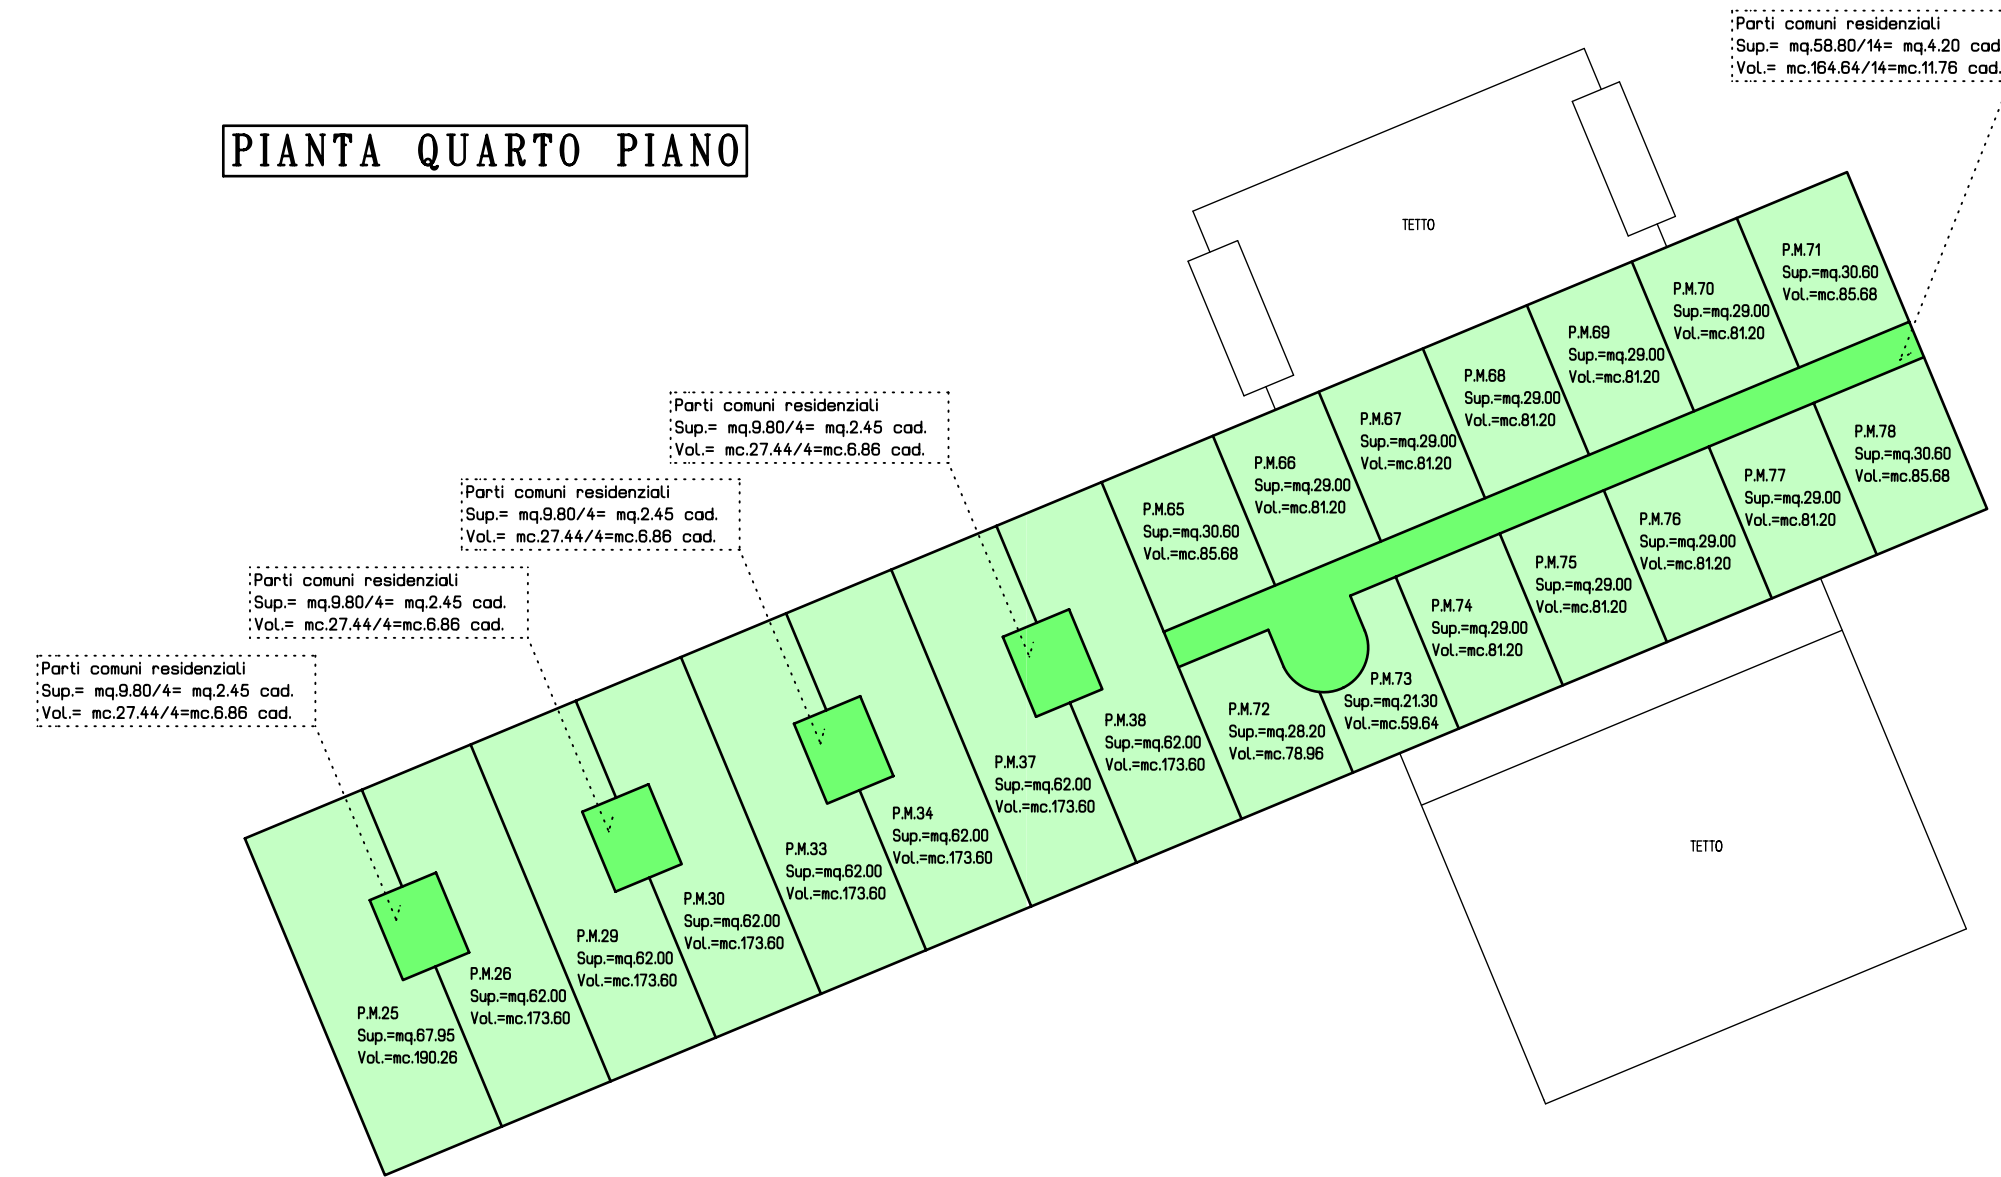 Parti comuni residenziali
Sup.= mq.58.80/14= mq.4.20 cad
Vol.= mc.164.64/14=mc.11.76 cad.
PIANTA QUARTO PIANO
TETTO
P.M.71
Sup.=mq.30.60
Vol.=mc.85.68
P.M.70
Sup.=mq.29.00
Vol.=mc.81.20
P.M.69
Sup.=mq.29.00
Vol.=mc.81.20
P.M.68
Sup.=mq.29.00
Vol.=mc.81.20
P.M.67
Sup.=mq.29.00
Vol.=mc.81.20
P.M.66
Sup.=mq.29.00
Vol.=mc.81.20
P.M.65
Sup.=mq.30.60
Vol.=mc.85.68
P.M.78
Sup.=mq.30.60
Vol.=mc.85.68
P.M.77
Sup.=mq.29.00
Vol.=mc.81.20
P.M.76
Sup.=mq.29.00
Vol.=mc.81.20
P.M.75
Sup.=mq.29.00
Vol.=mc.81.20
P.M.74
Sup.=mq.29.00
Vol.=mc.81.20
P.M.73
Sup.=mq.21.30
Vol.=mc.59.64
P.M.72
Sup.=mq.28.20
Vol.=mc.78.96
Parti comuni residenziali
Sup.= mq.9.80/4= mq.2.45 cad.
Vol.= mc.27.44/4=mc.6.86 cad.
Parti comuni residenziali
Sup.= mq.9.80/4= mq.2.45 cad.
Vol.= mc.27.44/4=mc.6.86 cad.
Parti comuni residenziali
Sup.= mq.9.80/4= mq.2.45 cad.
Vol.= mc.27.44/4=mc.6.86 cad.
Parti comuni residenziali
Sup.= mq.9.80/4= mq.2.45 cad.
Vol.= mc.27.44/4=mc.6.86 cad.
P.M.38
Sup.=mq.62.00
Vol.=mc.173.60
P.M.37
Sup.=mq.62.00
Vol.=mc.173.60
P.M.34
Sup.=mq.62.00
Vol.=mc.173.60
P.M.33
Sup.=mq.62.00
Vol.=mc.173.60
P.M.30
Sup.=mq.62.00
Vol.=mc.173.60
P.M.29
Sup.=mq.62.00
Vol.=mc.173.60
P.M.26
Sup.=mq.62.00
Vol.=mc.173.60
P.M.25
Sup.=mq.67.95
Vol.=mc.190.26
TETTO